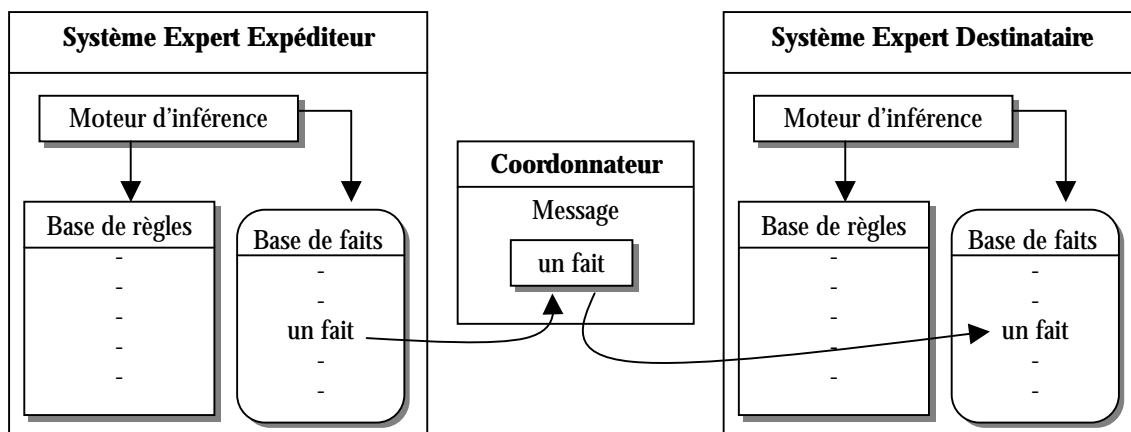 Système Expert Expéditeur
Moteur d'inférence
Base de règles
-
-
-
-
-
Base de faits
-
-
un fait
-
-
Coordonnateur
Message
un fait
Système Expert Destinataire
Moteur d'inférence
Base de règles
-
-
-
-
-
Base de faits
-
-
un fait
-
-